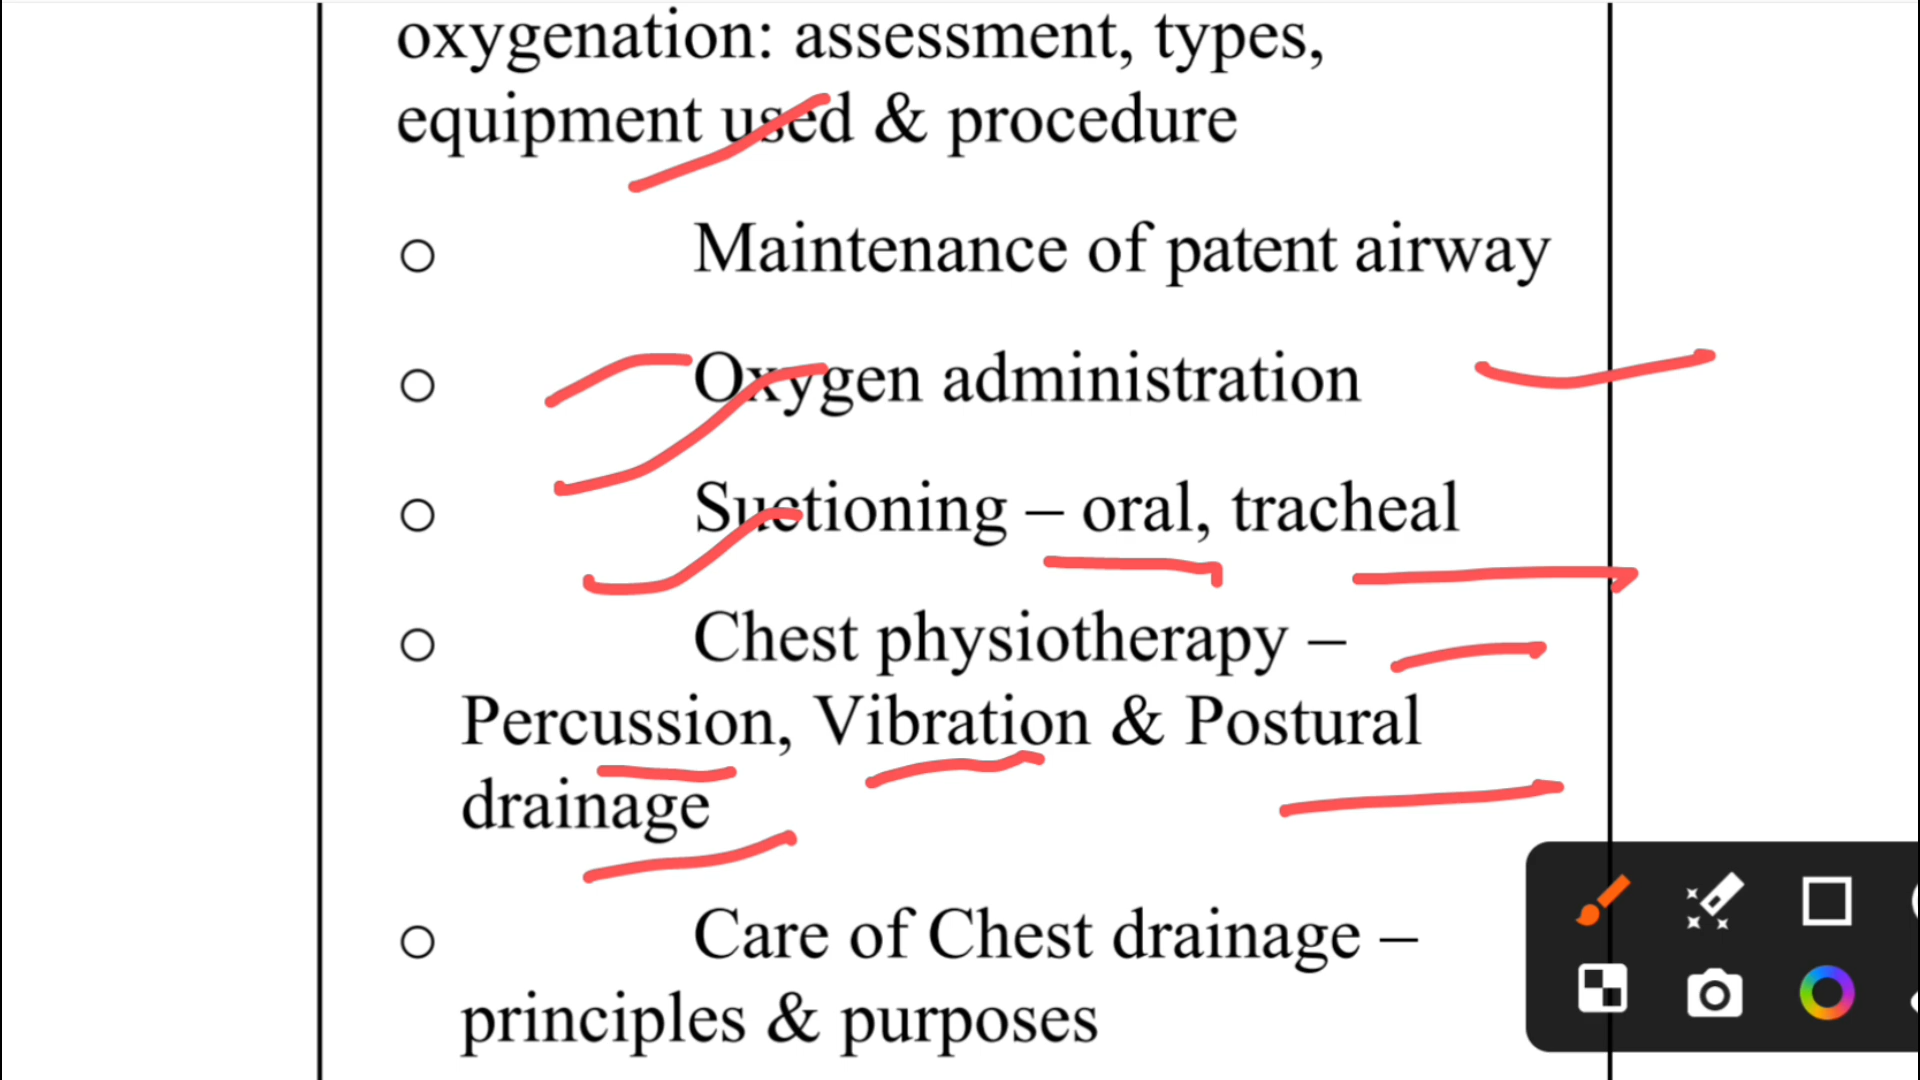 oxygenation: assessment, types,
equipment used & procedure
Maintenance of patent airway
Oxygen administration
Suctioning – oral, tracheal
Chest physiotherapy –
Percussion, Vibration & Postural
drainage
Care of Chest drainage –
principles & purposes